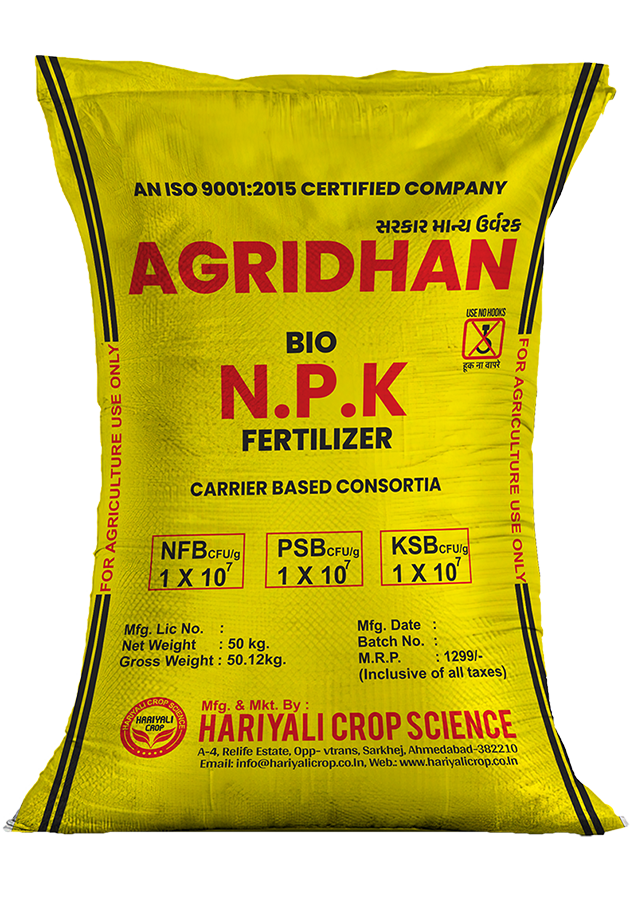 AN ISO 9001:2015 CERTIFIED COMPANY
સરકાર માન્ય ઉર્વરક
AGRIDHAN
USE NO HOOKS
हूक ना वापरे
BIO
N.P.K
FERTILIZER
CARRIER BASED CONSORTIA
FOR AGRICULTURE USE ONLY
FOR AGRICULTURE USE ONLY
NFB CFU/g
1 X 10⁷
PSB CFU/g
1 X 10⁷
KSB CFU/g
1 X 10⁷
Mfg. Lic No. :
Net Weight : 50 kg.
Gross Weight : 50.12kg.
Mfg. Date :
Batch No. :
M.R.P. : 1299/-
(Inclusive of all taxes)
HARIYALI CROP SCIENCE
HARIYALI
CROP
Mfg. & Mkt. By :
HARIYALI CROP SCIENCE
A-4, Relife Estate, Opp- vtrans, Sarkhej, Ahmedabad-382210
Email: info@hariyalicrop.co.In, Web.: www.hariyalicrop.co.In